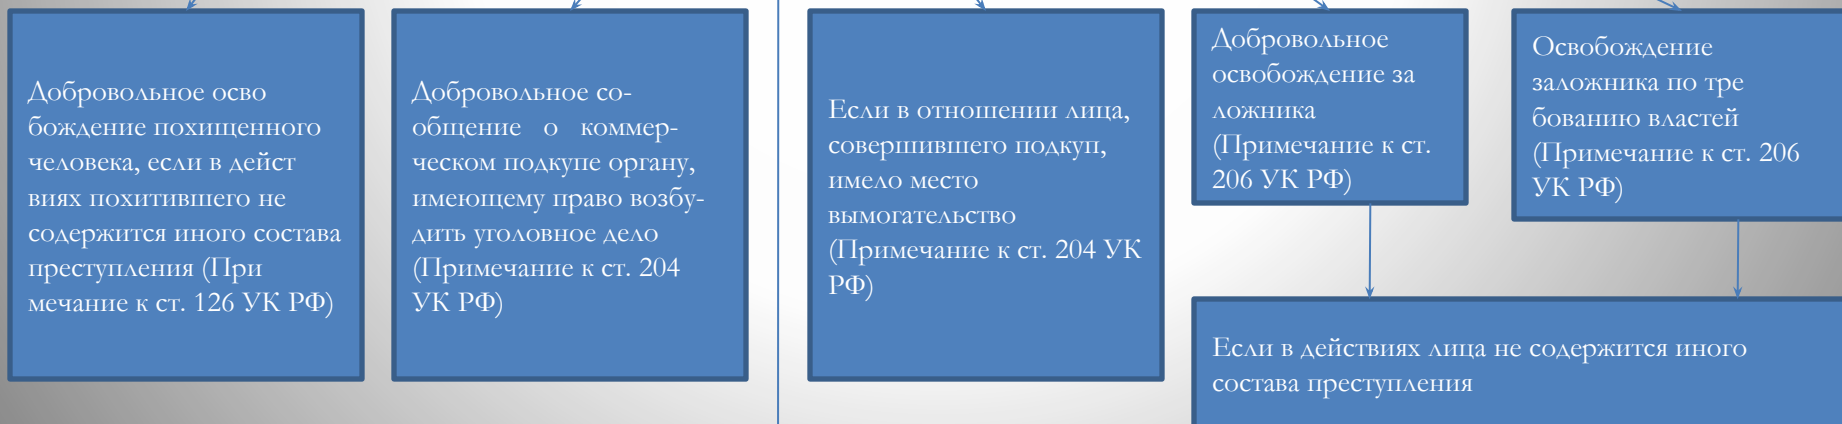 Добровольное осво
бождение похищенного
человека, если в дейст
виях похитившего не
содержится иного состава
преступления (При
мечание к ст. 126 УК РФ)
Добровольное со-
общение о коммер-
ческом подкупе органу,
имеющему право возбу-
дить уголовное дело
(Примечание к ст. 204
УК РФ)
Если в отношении лица,
совершившего подкуп,
имело место
вымогательство
(Примечание к ст. 204 УК
РФ)
Добровольное
освобождение за
ложника
(Примечание к ст.
206 УК РФ)
Освобождение
заложника по тре
бованию властей
(Примечание к ст. 206
УК РФ)
Если в действиях лица не содержится иного
состава преступления